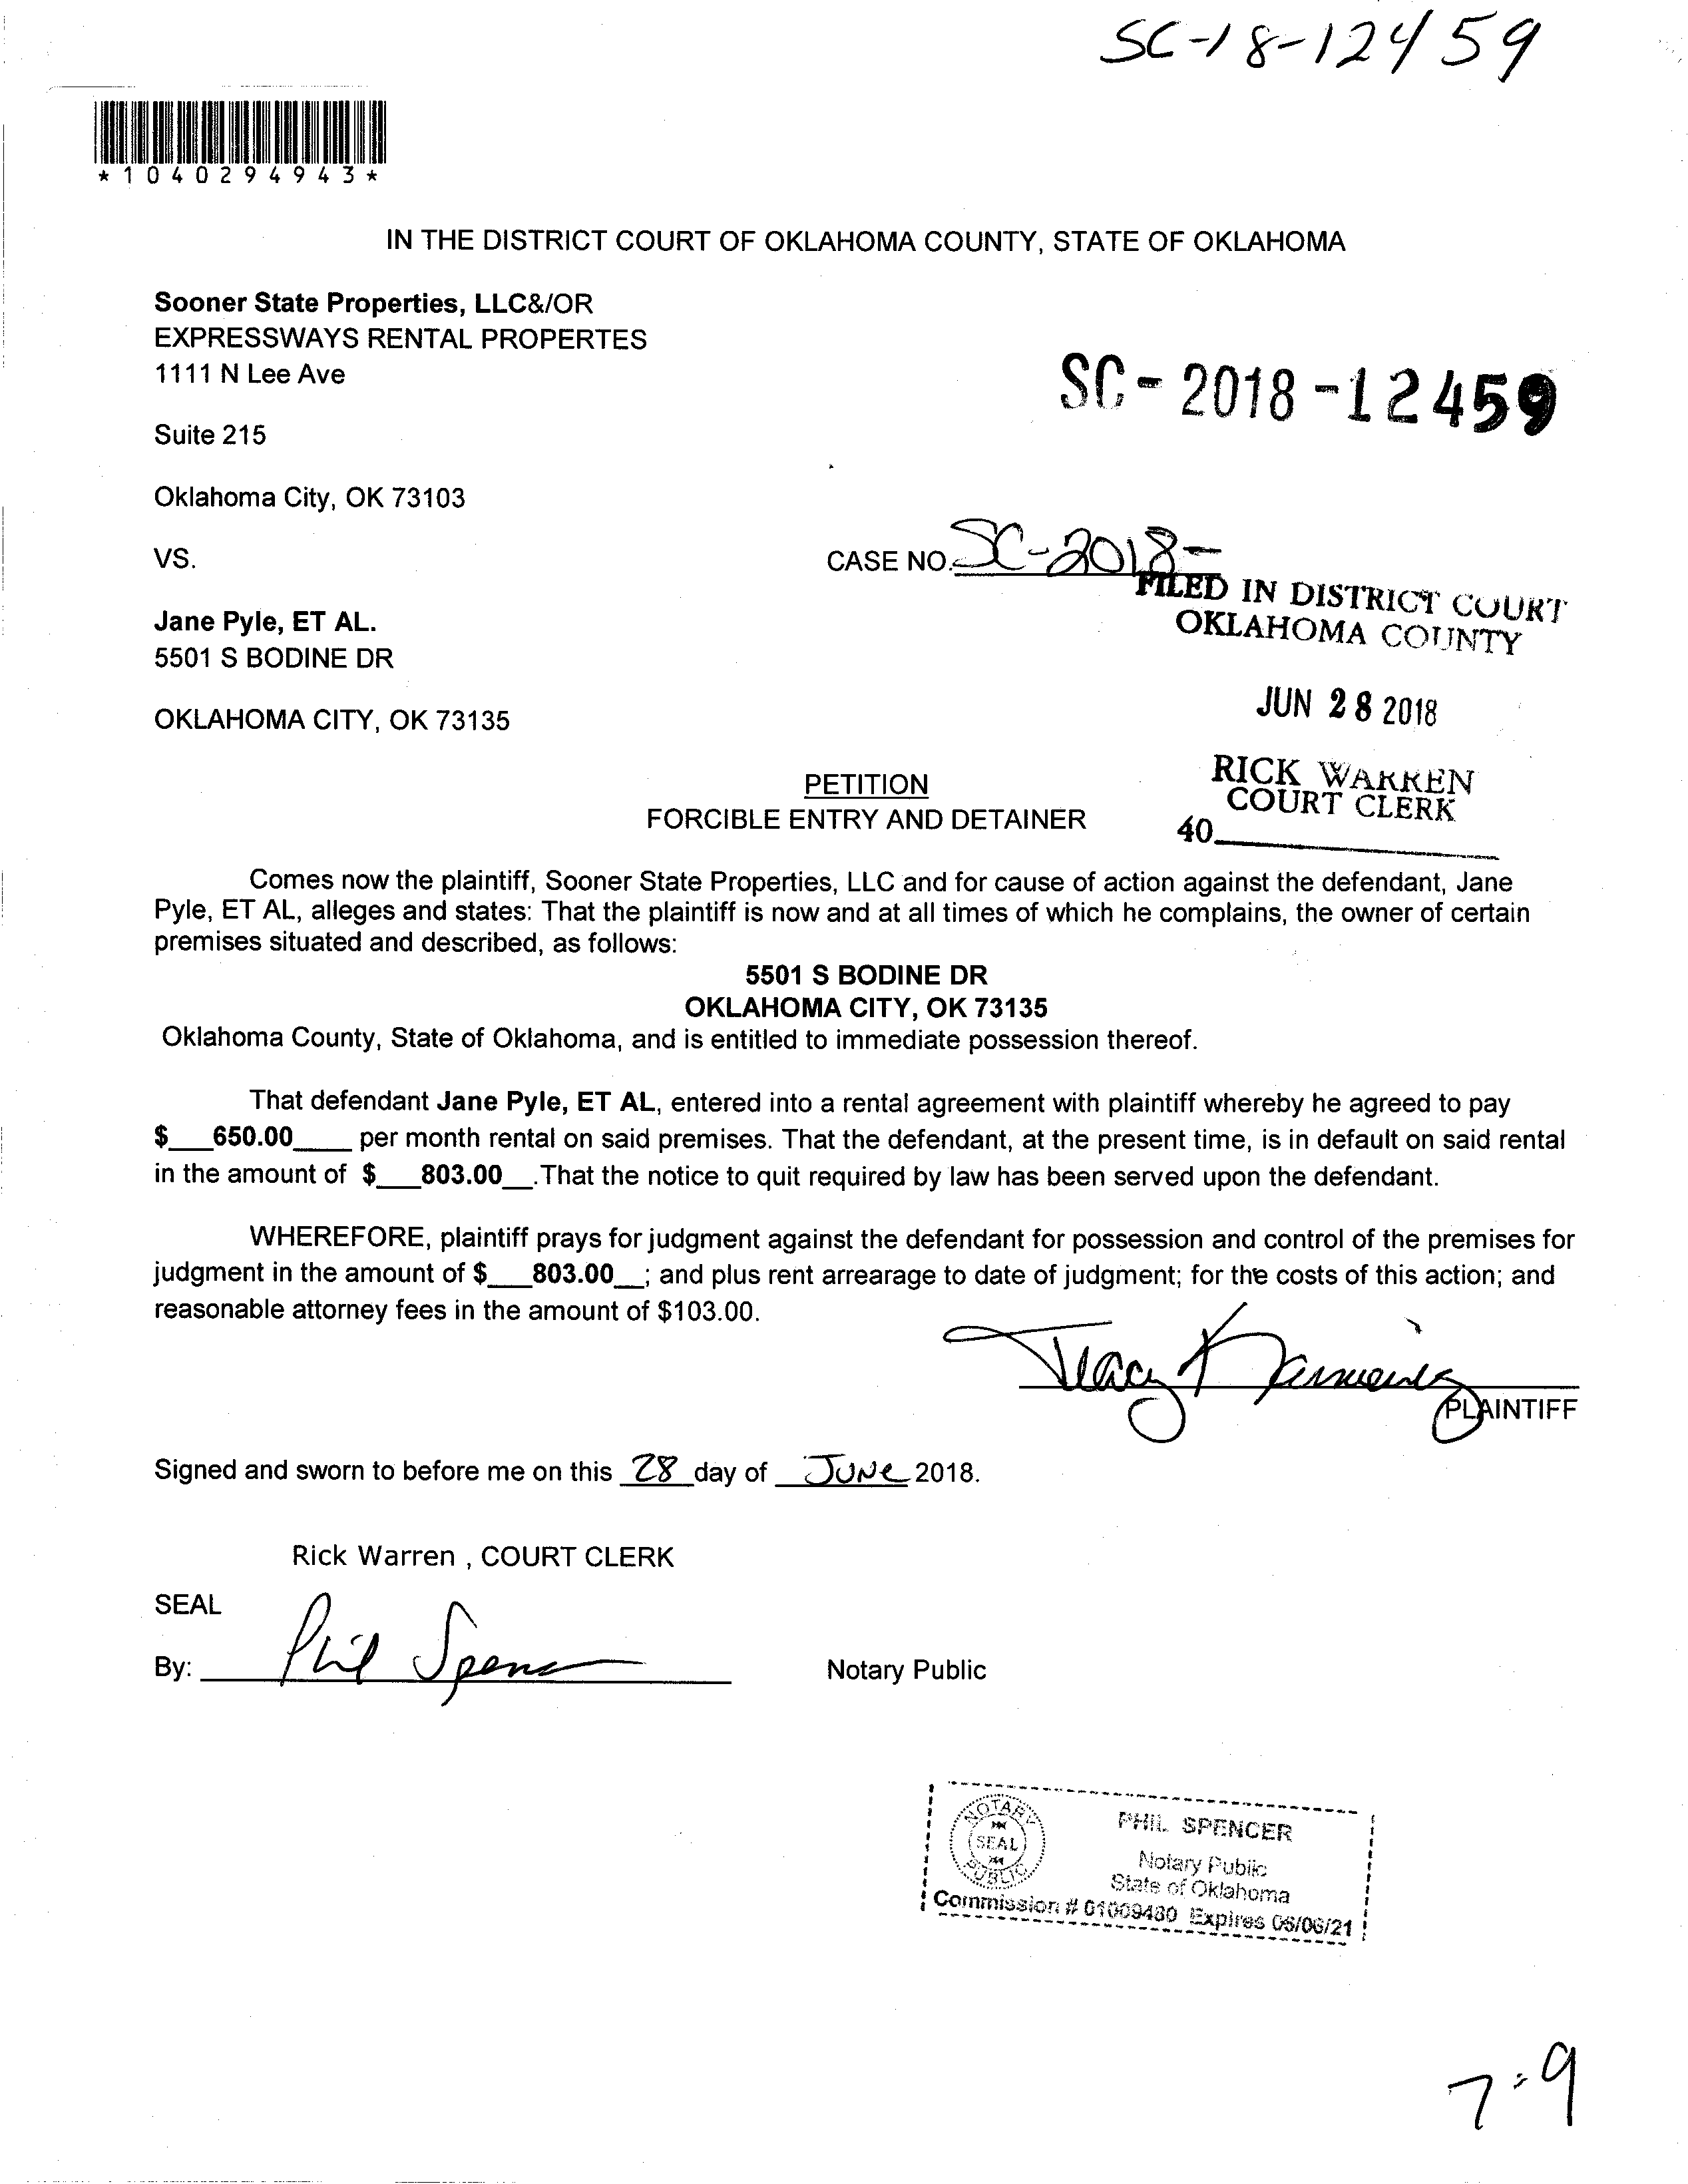 SC-18-12459
*1040294943*
IN THE DISTRICT COURT OF OKLAHOMA COUNTY, STATE OF OKLAHOMA
Sooner State Properties, LLC&/OR
EXPRESSWAYS RENTAL PROPERTES
1111 N Lee Ave
SC-2018-12459
Suite 215
Oklahoma City, OK 73103
VS.
CASE NO. SC-2018-
FILED IN DISTRICT COURT
OKLAHOMA COUNTY
Jane Pyle, ET AL.
5501 S BODINE DR
JUN 28 2018
OKLAHOMA CITY, OK 73135
RICK WARREN
COURT CLERK
40
PETITION
FORCIBLE ENTRY AND DETAINER
Comes now the plaintiff, Sooner State Properties, LLC and for cause of action against the defendant, Jane
Pyle, ET AL, alleges and states: That the plaintiff is now and at all times of which he complains, the owner of certain
premises situated and described, as follows:
5501 S BODINE DR
OKLAHOMA CITY, OK 73135
Oklahoma County, State of Oklahoma, and is entitled to immediate possession thereof.
That defendant Jane Pyle, ET AL, entered into a rental agreement with plaintiff whereby he agreed to pay
$___650.00____ per month rental on said premises. That the defendant, at the present time, is in default on said rental
in the amount of $___803.00__.That the notice to quit required by law has been served upon the defendant.
WHEREFORE, plaintiff prays for judgment against the defendant for possession and control of the premises for
judgment in the amount of $___803.00__; and plus rent arrearage to date of judgment; for the costs of this action; and
reasonable attorney fees in the amount of $103.00.
Tracy K
PLAINTIFF
Signed and sworn to before me on this 28 day of June 2018.
Rick Warren , COURT CLERK
SEAL
By: Phil Spencer
Notary Public
NOTARY
SEAL
PUBLIC
PHIL SPENCER
Notary Public
State of Oklahoma
Commission # 01009480 Expires 06/06/21
7-9